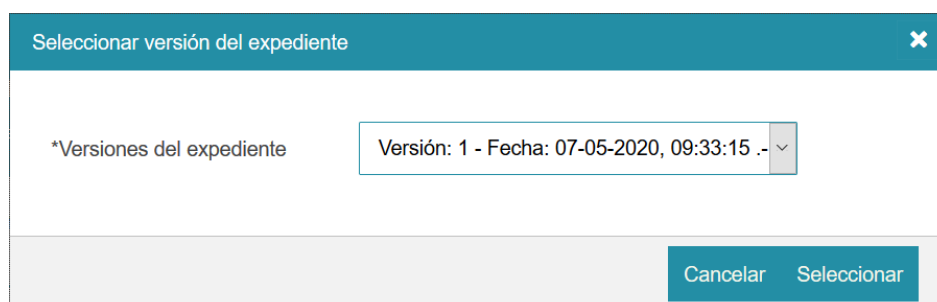 Seleccionar versión del expediente
*Versiones del expediente
Versión: 1 - Fecha: 07-05-2020, 09:33:15 .-
Cancelar Seleccionar